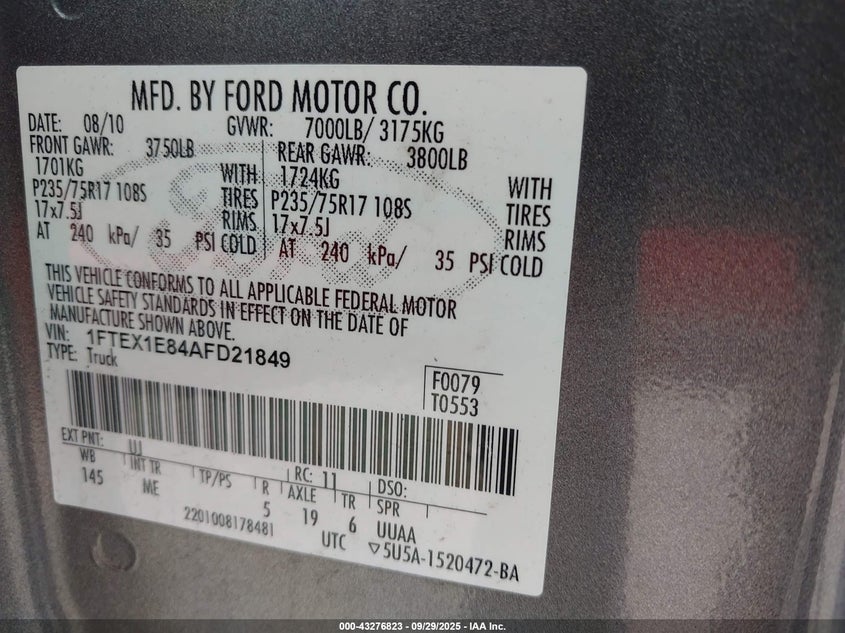 MFD. BY FORD MOTOR CO.
DATE: 08/10 GVWR: 7000LB/ 3175KG
FRONT GAWR: 3750LB REAR GAWR: 3800LB
1701KG WITH 1724KG WITH
P235/75R17 108S TIRES P235/75R17 108S TIRES
17x7.5J RIMS 17x7.5J RIMS
AT 240 kPa/ 35 PSI COLD AT 240 kPa/ 35 PSI COLD
THIS VEHICLE CONFORMS TO ALL APPLICABLE FEDERAL MOTOR
VEHICLE SAFETY STANDARDS IN EFFECT ON THE DATE OF
MANUFACTURE SHOWN ABOVE.
VIN: 1FTEX1E84AFD21849
TYPE: Truck
F0079
T0553
EXT PNT: UJ RC: 11 DSO:
WB INT TR TP/PS R AXLE TR SPR
145 ME 5 19 6 UUAA
2201008178481 UTC ▽5U5A-1520472-BA
000-43276823 - 09/29/2025 - IAA Inc.